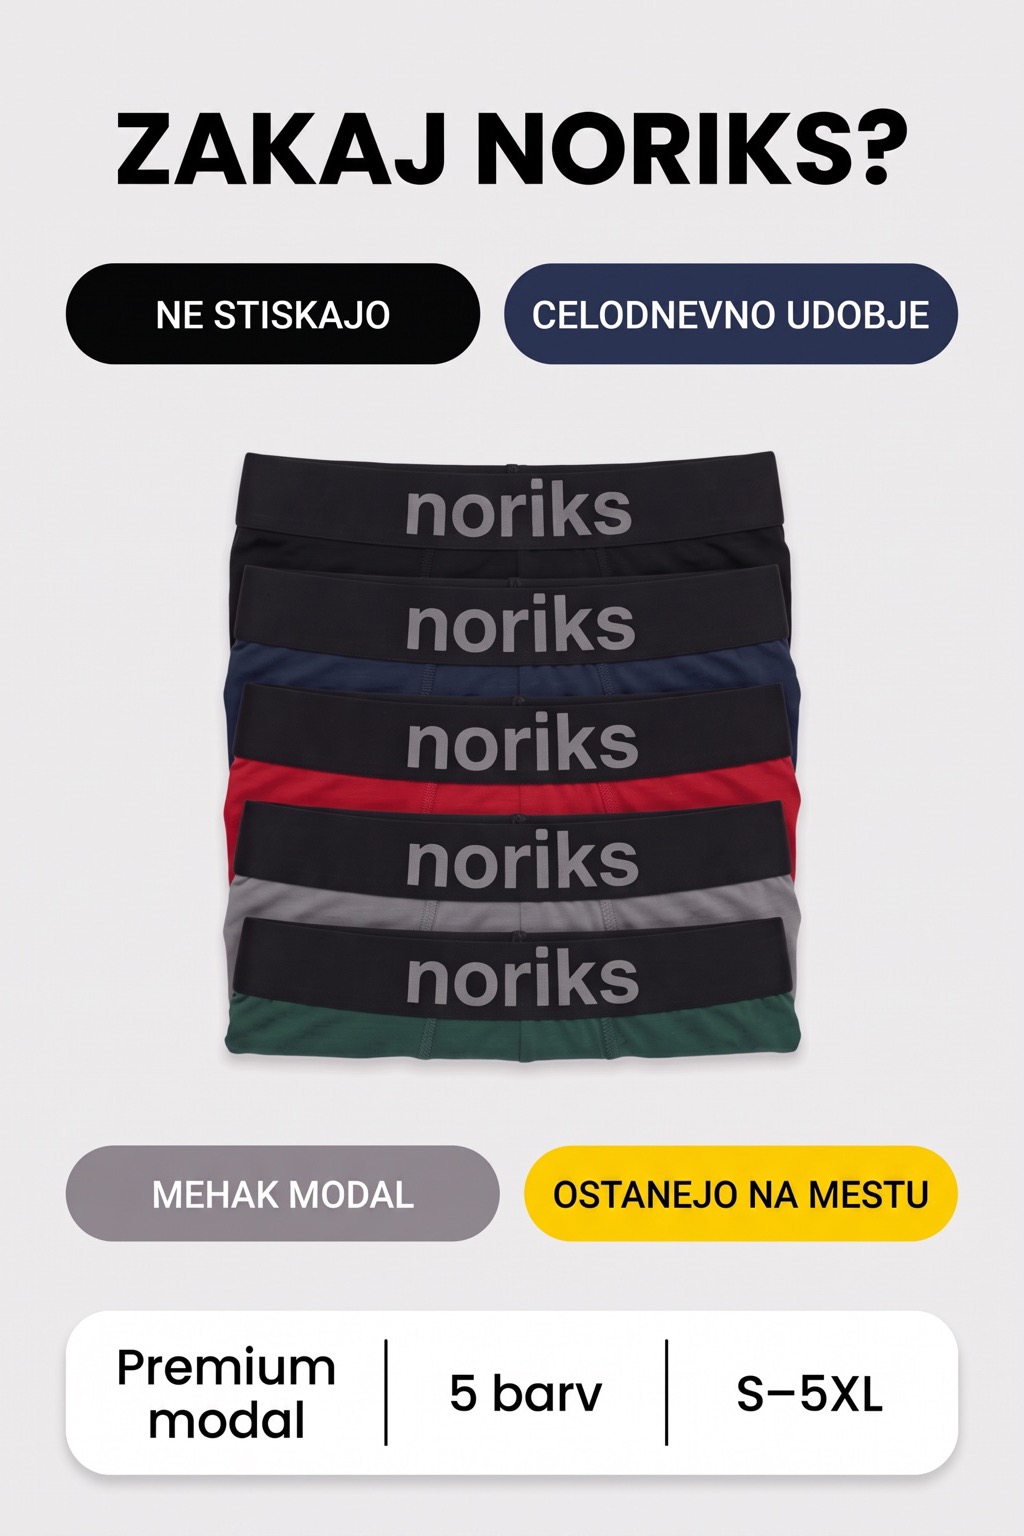 ZAKAJ NORIKS?
NE STISKAJO
CELODNEVNO UDOBJE
noriks
noriks
noriks
noriks
noriks
MEHAK MODAL
OSTANEJO NA MESTU
Premium
modal
5 barv
S–5XL